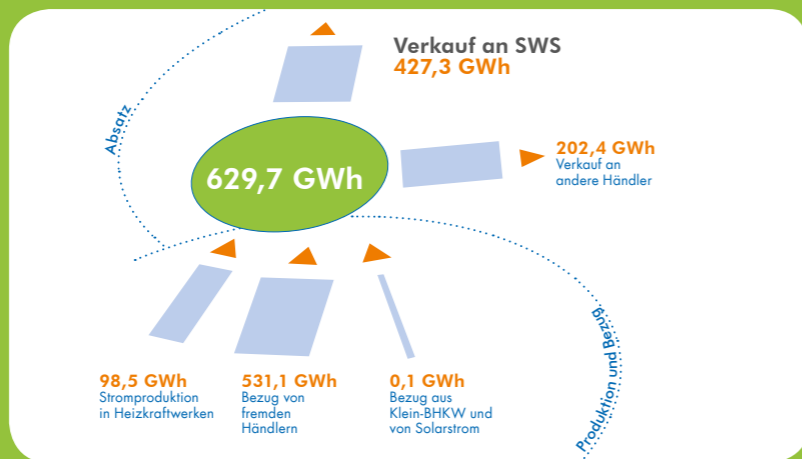 Verkauf an SWS
427,3 GWh
Absatz
629,7 GWh
202,4 GWh
Verkauf an
andere Händler
98,5 GWh
Stromproduktion
in Heizkraftwerken
531,1 GWh
Bezug von
fremden
Händlern
0,1 GWh
Bezug aus
Klein-BHKW und
von Solarstrom
Produktion und Bezug